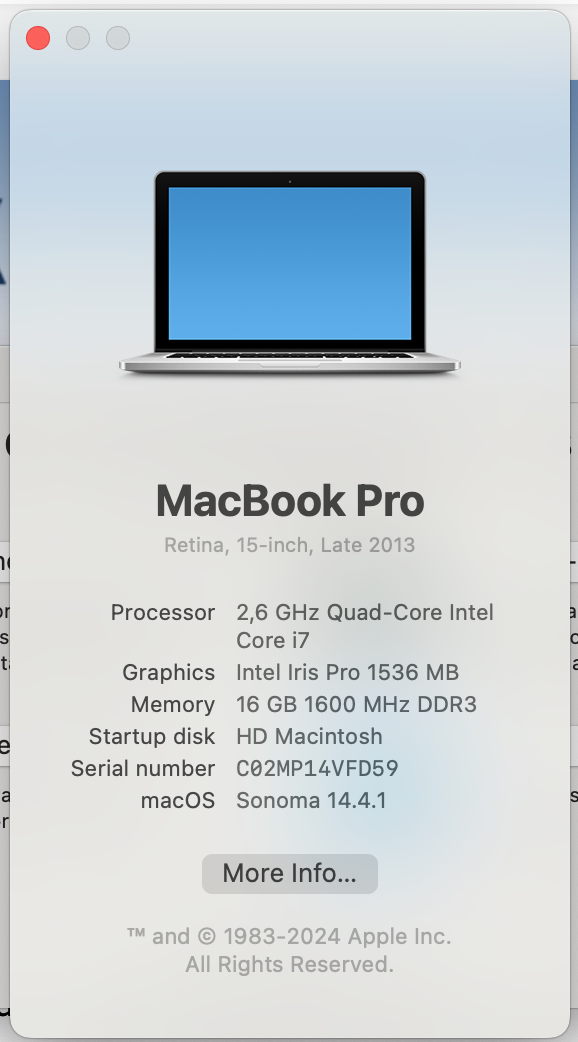 MacBook Pro
Retina, 15-inch, Late 2013
Processor 2,6 GHz Quad-Core Intel
Core i7
Graphics Intel Iris Pro 1536 MB
Memory 16 GB 1600 MHz DDR3
Startup disk HD Macintosh
Serial number C02MP14VFD59
macOS Sonoma 14.4.1
More Info...
™ and © 1983-2024 Apple Inc.
All Rights Reserved.